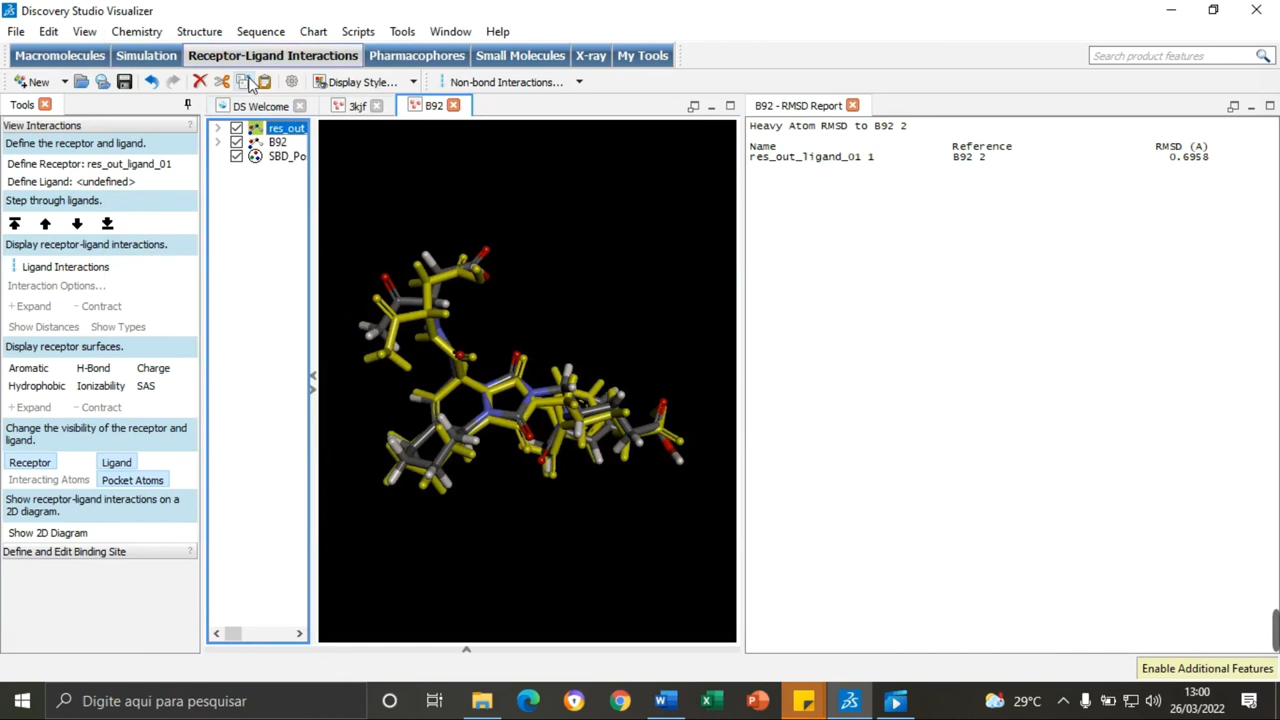 Discovery Studio Visualizer
File Edit View Chemistry Structure Sequence Chart Scripts Tools Window Help
Macromolecules Simulation Receptor-Ligand Interactions Pharmacophores Small Molecules X-ray My Tools Search product features
New Display Style... Non-bond Interactions...
Tools DS Welcome 3kjf B92 B92 - RMSD Report
View Interactions ?
Define the receptor and ligand.
Define Receptor: res_out_ligand_01
Define Ligand: <undefined>
Step through ligands.
Display receptor-ligand interactions.
Ligand Interactions
Interaction Options...
+Expand - Contract
Show Distances Show Types
Display receptor surfaces.
Aromatic H-Bond Charge
Hydrophobic Ionizability SAS
+Expand - Contract
Change the visibility of the receptor and
ligand.
Receptor Ligand
Interacting Atoms Pocket Atoms
Show receptor-ligand interactions on a
2D diagram.
Show 2D Diagram
Define and Edit Binding Site ?
res_out_
B92
SBD_Po
Heavy Atom RMSD to B92 2
Name Reference RMSD (A)
res_out_ligand_01 1 B92 2 0.6958
Enable Additional Features
Digite aqui para pesquisar
29°C
13:00
26/03/2022